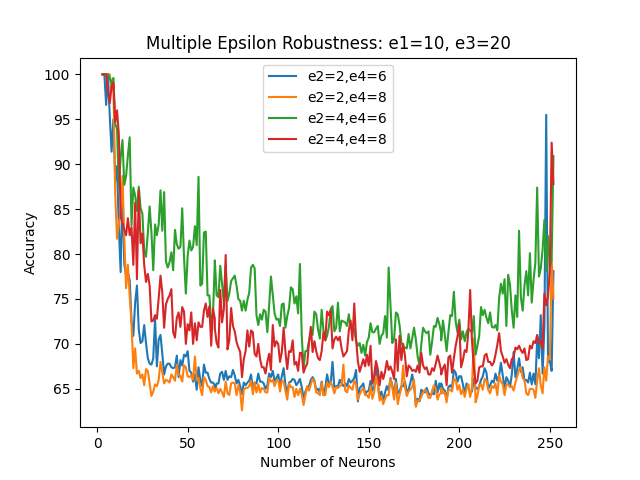 Multiple Epsilon Robustness: e1=10, e3=20
e2=2,e4=6
e2=2,e4=8
e2=4,e4=6
e2=4,e4=8
100
95
90
85
80
75
70
65
Accuracy
0 50 100 150 200 250
Number of Neurons